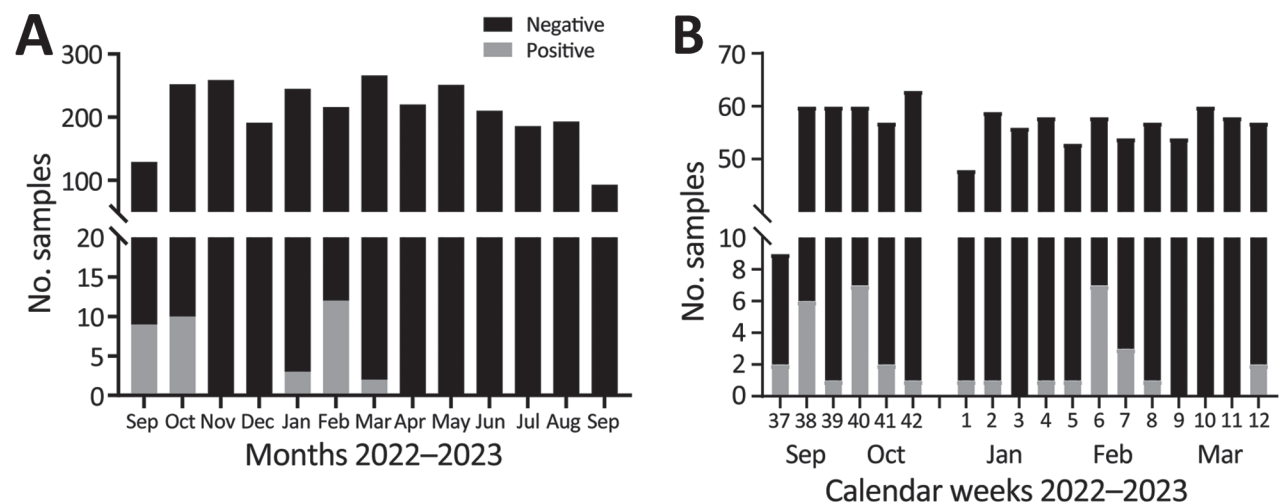 A
Negative
Positive
300
200
100
20
15
10
5
0
No. samples
Sep Oct Nov Dec Jan Feb Mar Apr May Jun Jul Aug Sep
Months 2022–2023
B
70
60
50
10
8
6
4
2
0
No. samples
37 38 39 40 41 42 1 2 3 4 5 6 7 8 9 10 11 12
Sep Oct Jan Feb Mar
Calendar weeks 2022–2023